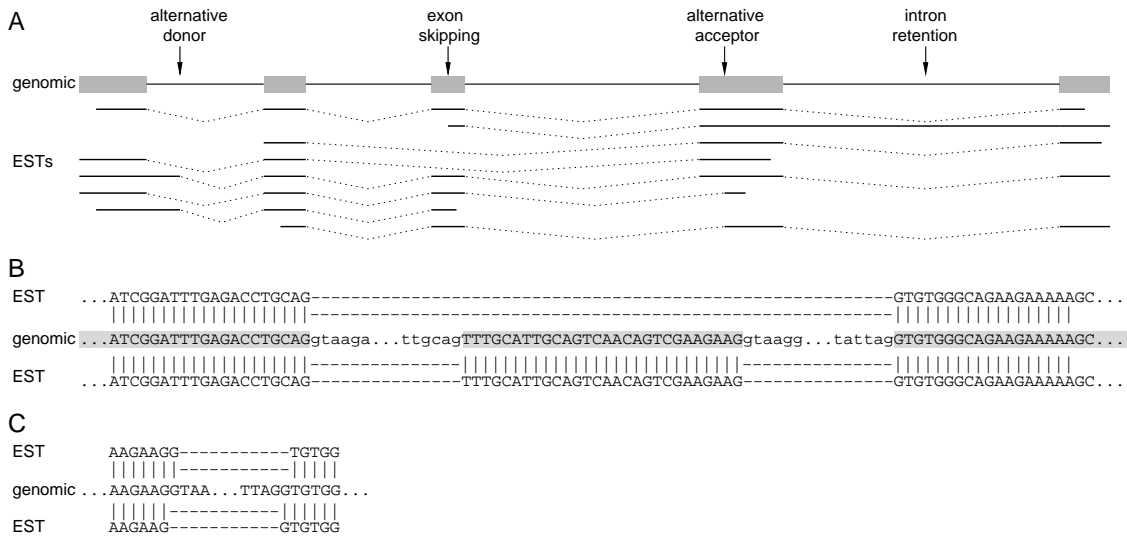 A
alternative donor
exon skipping
alternative acceptor
intron retention
genomic
ESTs
B
EST ...ATCGGATTTGAGACCTGCAG----------------------------------------------------------GTGTGGGCAGAAGAAAAAGC...
genomic ...ATCGGATTTGAGACCTGCAGgtaaga...ttgcagTTTGCATTGCAGTCAACAGTCGAAGAAGgtaagg...tattagGTGTGGGCAGAAGAAAAAGC...
EST ...ATCGGATTTGAGACCTGCAG---------------TTTGCATTGCAGTCAACAGTCGAAGAAG---------------GTGTGGGCAGAAGAAAAAGC...
C
EST AAGAAGG-----------TGTGG
genomic ...AAGAAGGTAA...TTAGGTGTGG...
EST AAGAAG-----------GTGTGG